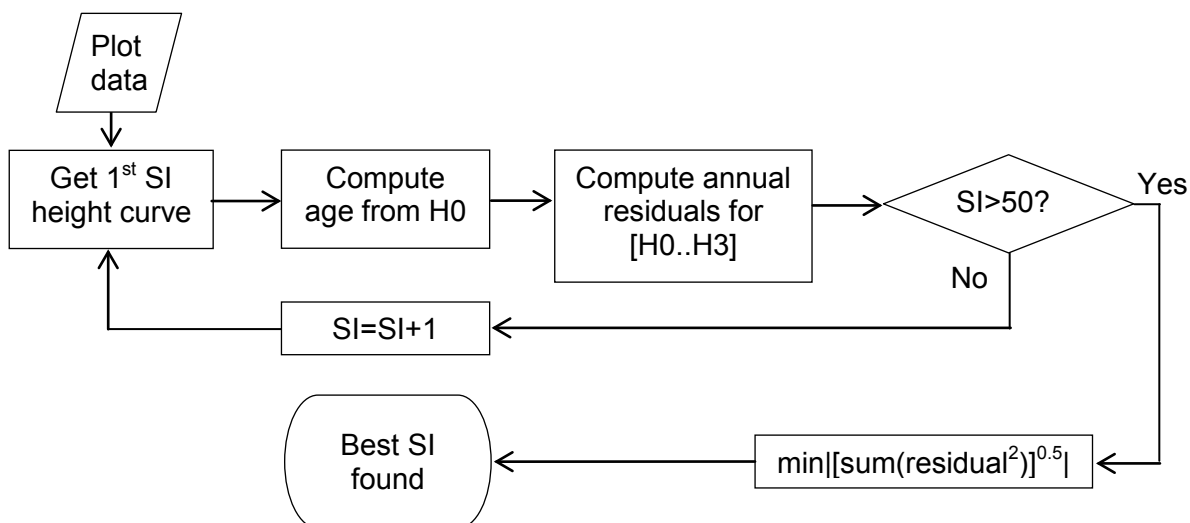 Plot
data
Get 1st SI
height curve
Compute
age from H0
Compute annual
residuals for
[H0..H3]
SI>50?
Yes
No
SI=SI+1
Best SI
found
min|[sum(residual²)]^0.5|